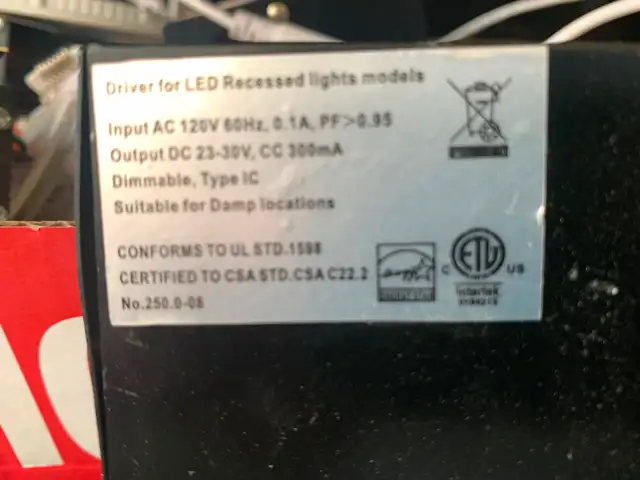 Driver for LED Recessed lights models
Input AC 120V 60Hz, 0.1A, PF>0.95
Output DC 23-30V, CC 300mA
Dimmable, Type IC
Suitable for Damp locations
CONFORMS TO UL STD.1598
CERTIFIED TO CSA STD.CSA C22.2
No.250.0-08
C ETL US
Intertek